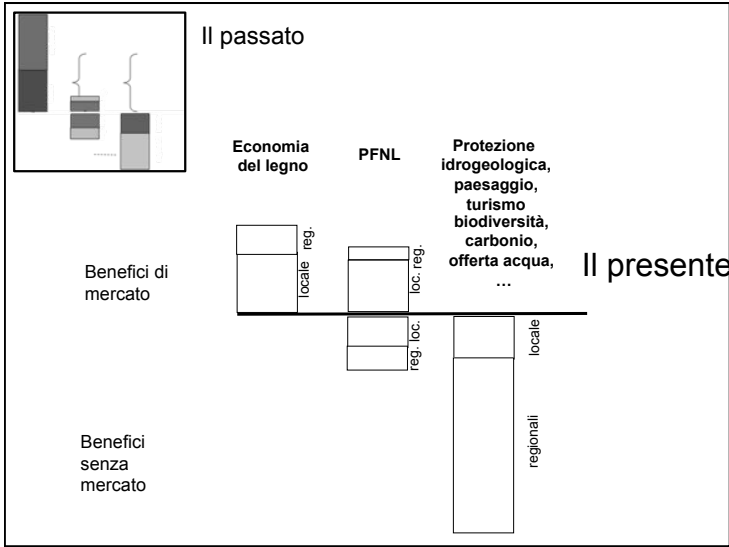 Il passato
Economia
del legno
PFNL
Protezione
idrogeologica,
paesaggio,
turismo
biodiversità,
carbonio,
offerta acqua,
…
Benefici di
mercato
reg.
locale
loc. reg.
Il presente
reg. loc.
locale
regionali
Benefici
senza
mercato